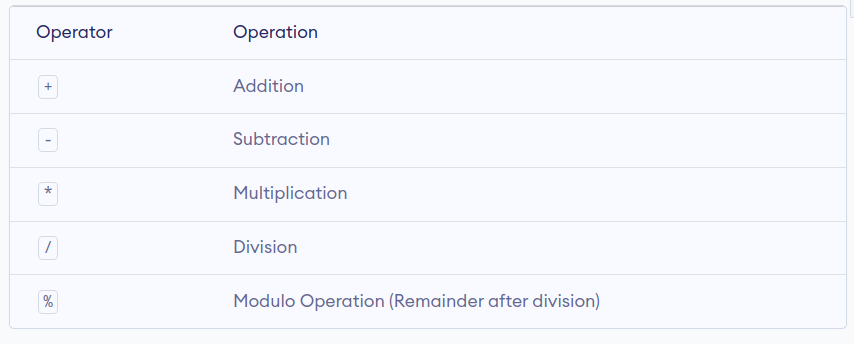 Operator Operation
+ Addition
- Subtraction
* Multiplication
/ Division
% Modulo Operation (Remainder after division)